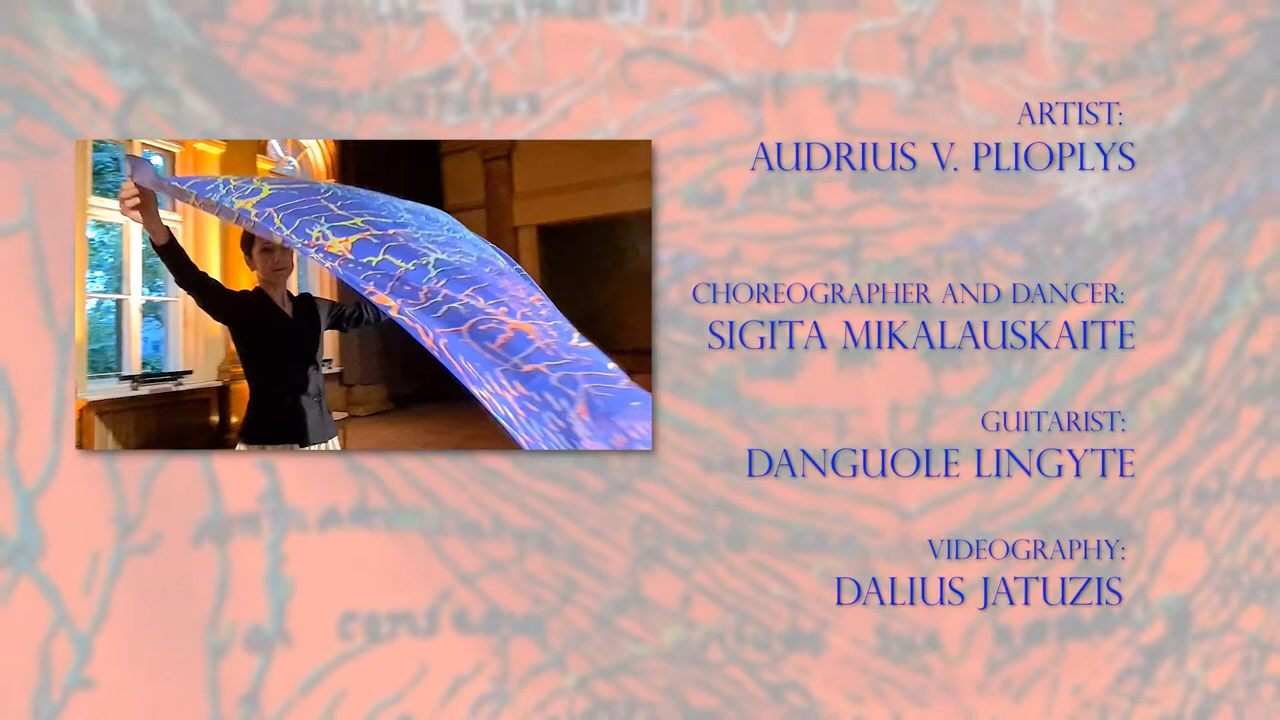 ARTIST:
AUDRIUS V. PLIOPLYS
CHOREOGRAPHER AND DANCER:
SIGITA MIKALAUSKAITE
GUITARIST:
DANGUOLE LINGYTE
VIDEOGRAPHY:
DALIUS JATUZIS